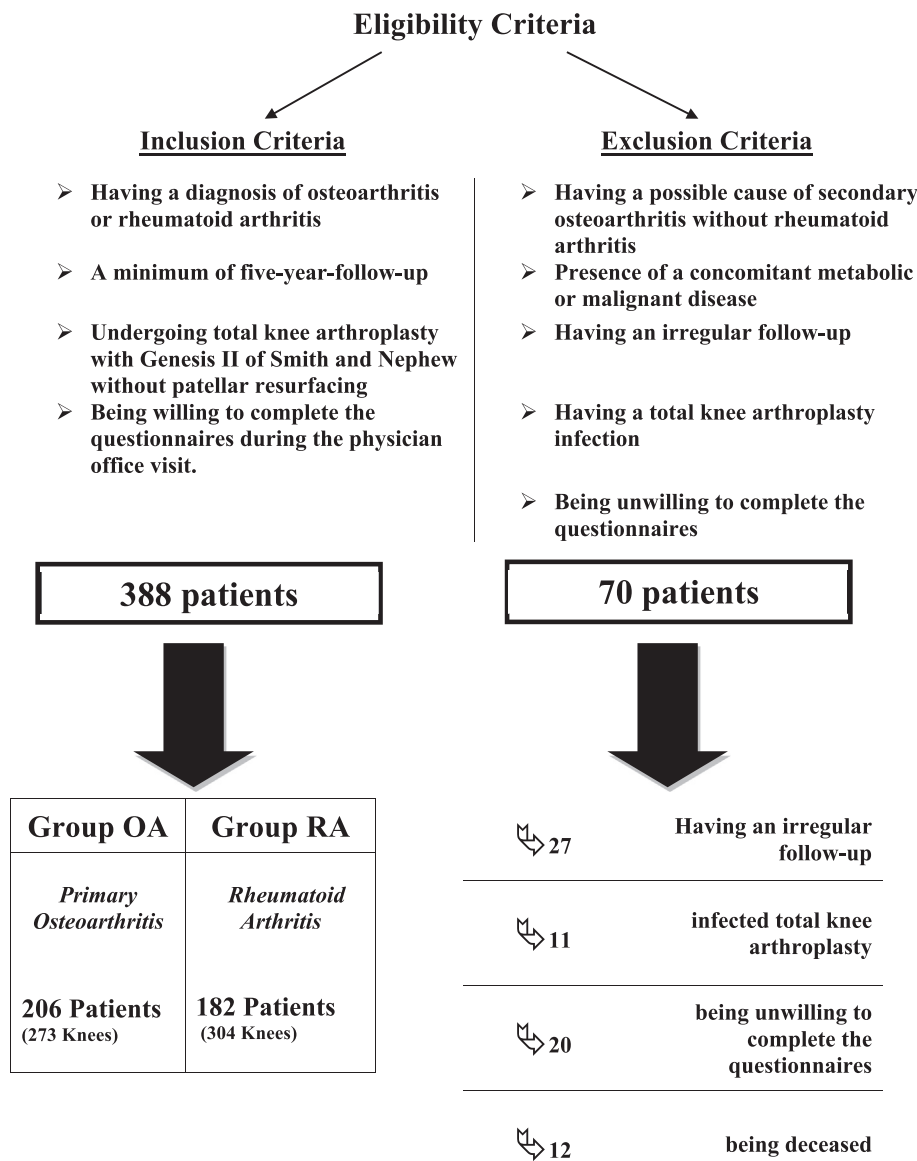 Eligibility Criteria
Inclusion Criteria
➢ Having a diagnosis of osteoarthritis
or rheumatoid arthritis
➢ A minimum of five-year-follow-up
➢ Undergoing total knee arthroplasty
with Genesis II of Smith and Nephew
without patellar resurfacing
➢ Being willing to complete the
questionnaires during the physician
office visit.
388 patients
Group OA
Primary
Osteoarthritis
206 Patients
(273 Knees)
Group RA
Rheumatoid
Arthritis
182 Patients
(304 Knees)
Exclusion Criteria
➢ Having a possible cause of secondary
osteoarthritis without rheumatoid
arthritis
➢ Presence of a concomitant metabolic
or malignant disease
➢ Having an irregular follow-up
➢ Having a total knee arthroplasty
infection
➢ Being unwilling to complete the
questionnaires
70 patients
27 Having an irregular
follow-up
11 infected total knee
arthroplasty
20 being unwilling to
complete the
questionnaires
12 being deceased